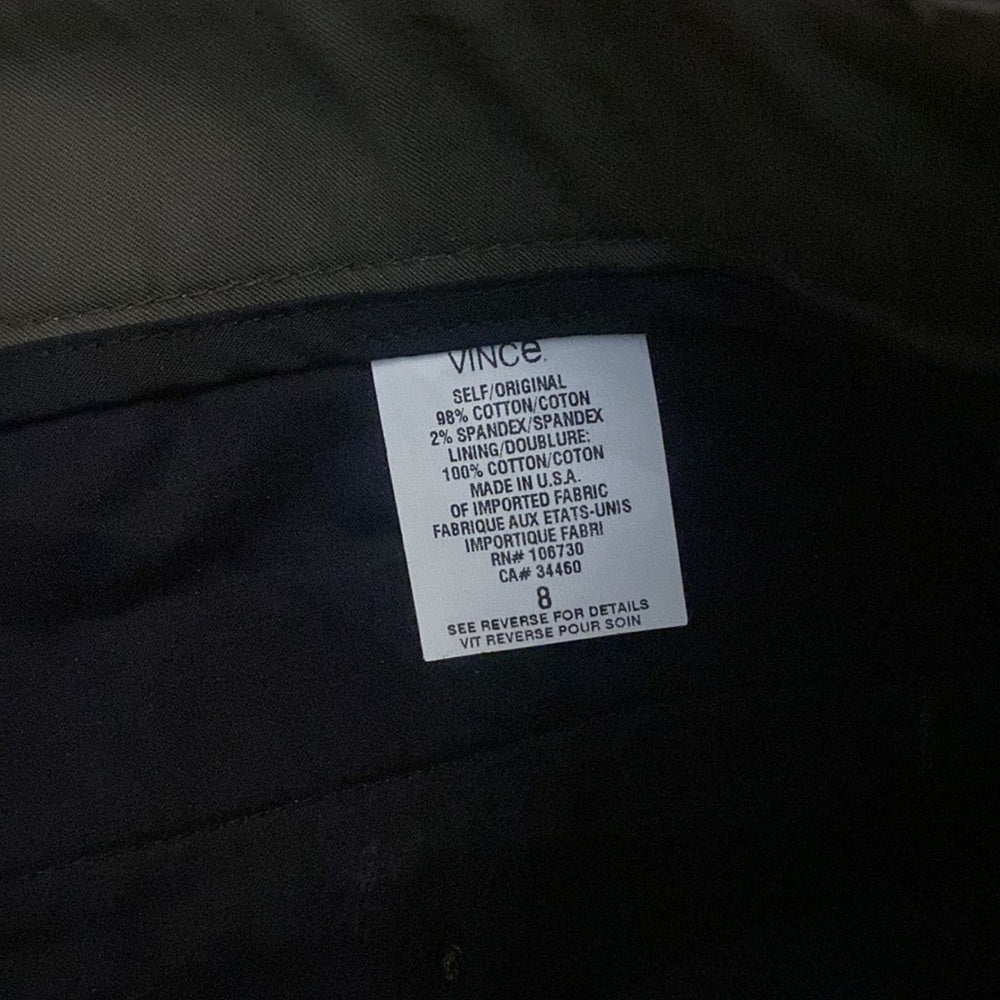 VINCe.
SELF/ORIGINAL
98% COTTON/COTON
2% SPANDEX/SPANDEX
LINING/DOUBLURE:
100% COTTON/COTON
MADE IN U.S.A.
OF IMPORTED FABRIC
FABRIQUE AUX ETATS-UNIS
IMPORTIQUE FABRI
RN# 106730
CA# 34460
8
SEE REVERSE FOR DETAILS
VIT REVERSE POUR SOIN